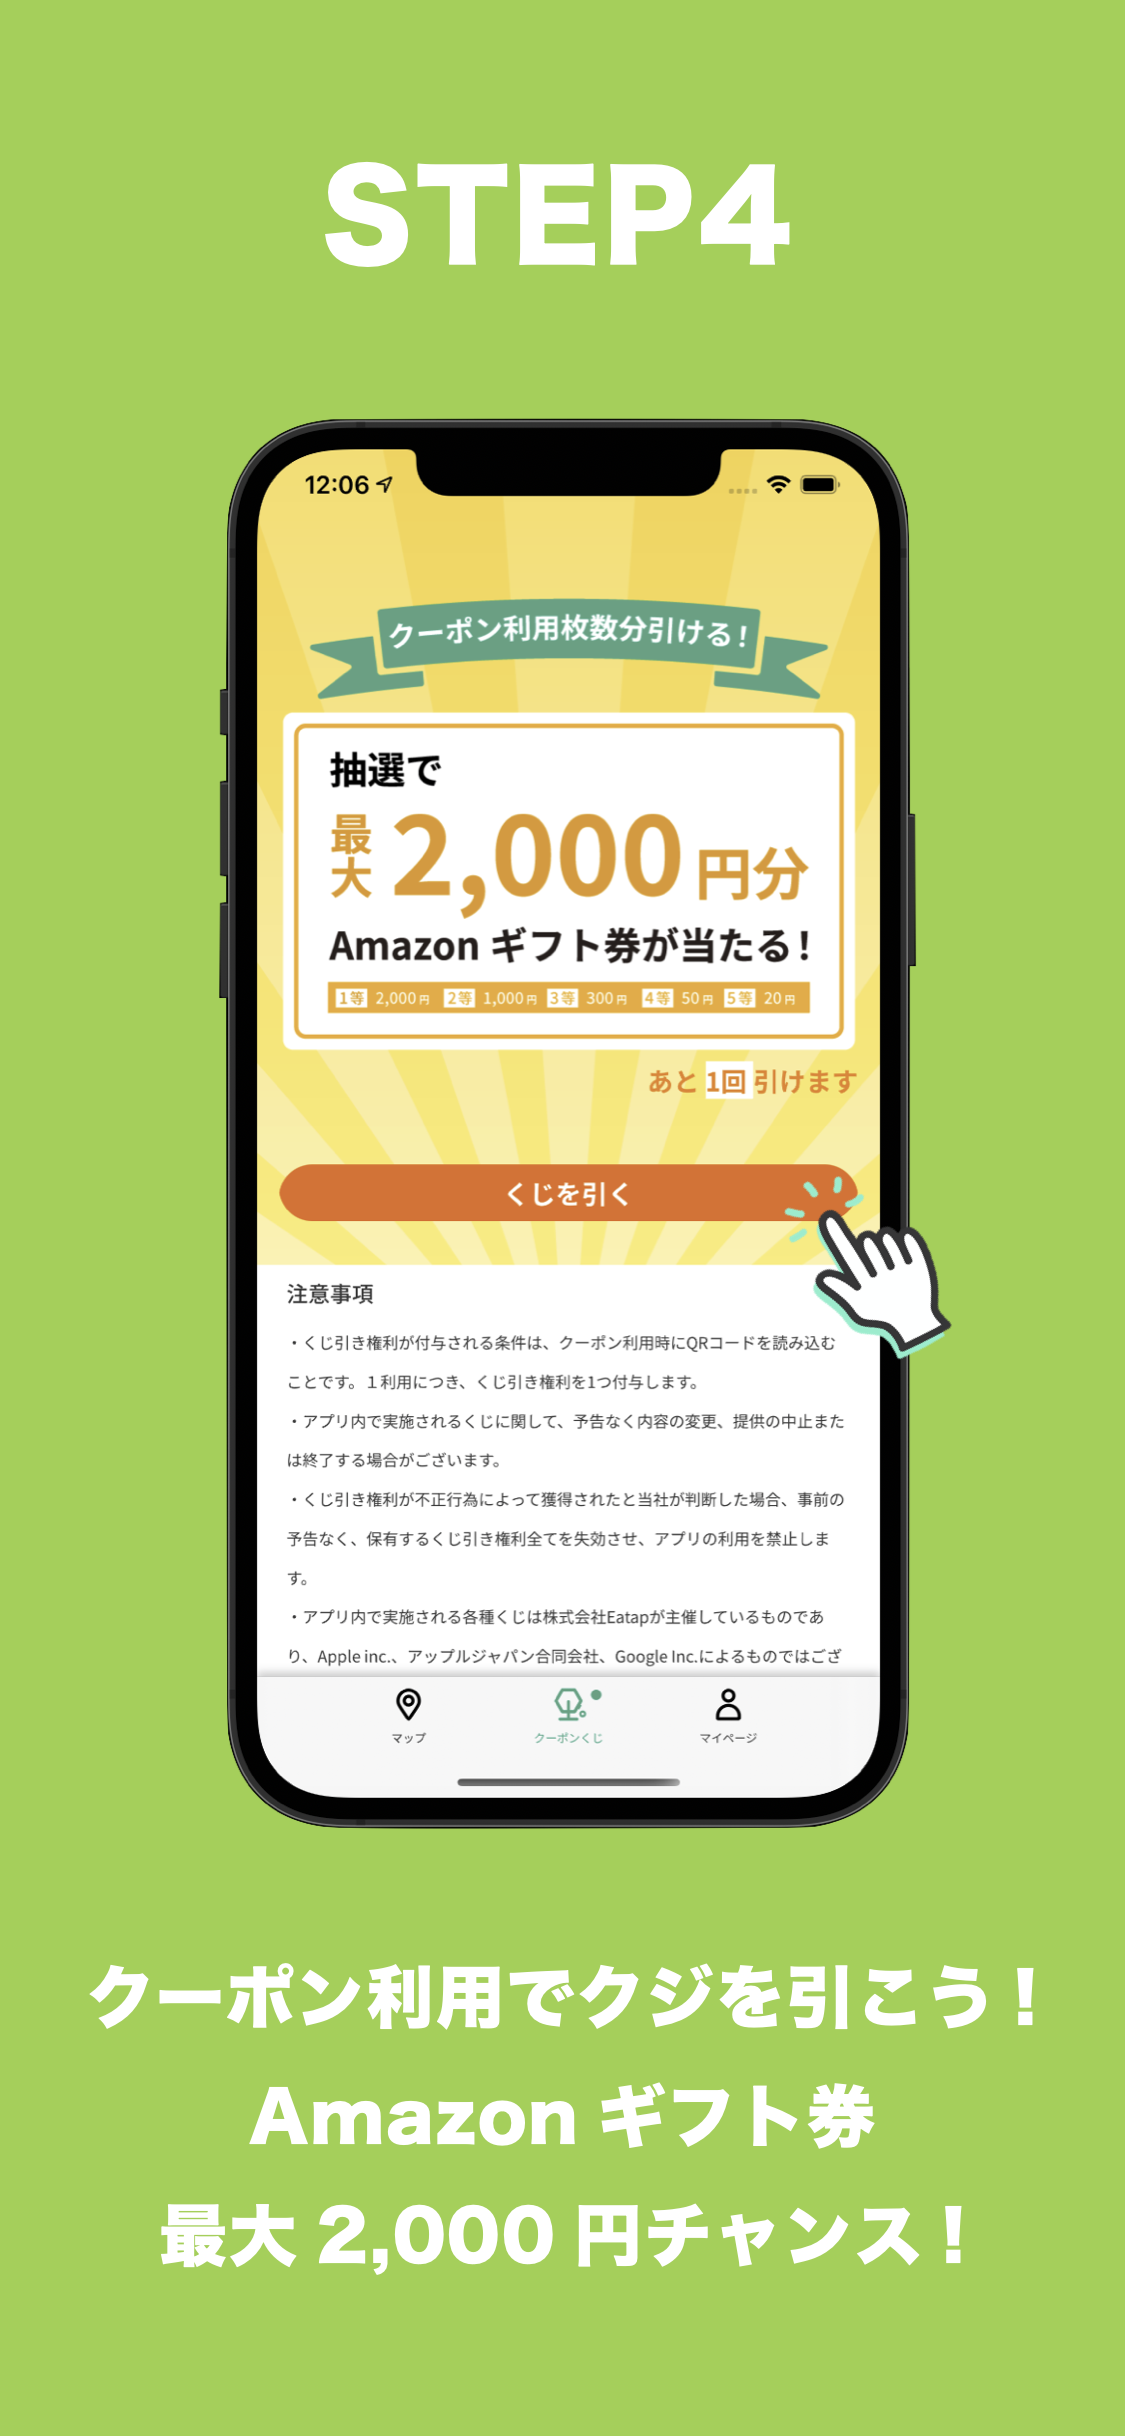 STEP4
12:06
クーポン利用枚数分引ける！
抽選で
最大 2,000 円分
Amazon ギフト券が当たる！
1等 2,000円 2等 1,000円 3等 300円 4等 50円 5等 20円
あと 1回 引けます
くじを引く
注意事項
・くじ引き権利が付与される条件は、クーポン利用時にQRコードを読み込む
ことです。１利用につき、くじ引き権利を1つ付与します。
・アプリ内で実施されるくじに関して、予告なく内容の変更、提供の中止また
は終了する場合がございます。
・くじ引き権利が不正行為によって獲得されたと当社が判断した場合、事前の
予告なく、保有するくじ引き権利全てを失効させ、アプリの利用を禁止しま
す。
・アプリ内で実施される各種くじは株式会社Eatapが主催しているものであ
り、Apple inc.、アップルジャパン合同会社、Google Inc.によるものではござ
マップ クーポンくじ マイページ
クーポン利用でクジを引こう！
Amazon ギフト券
最大 2,000 円チャンス！